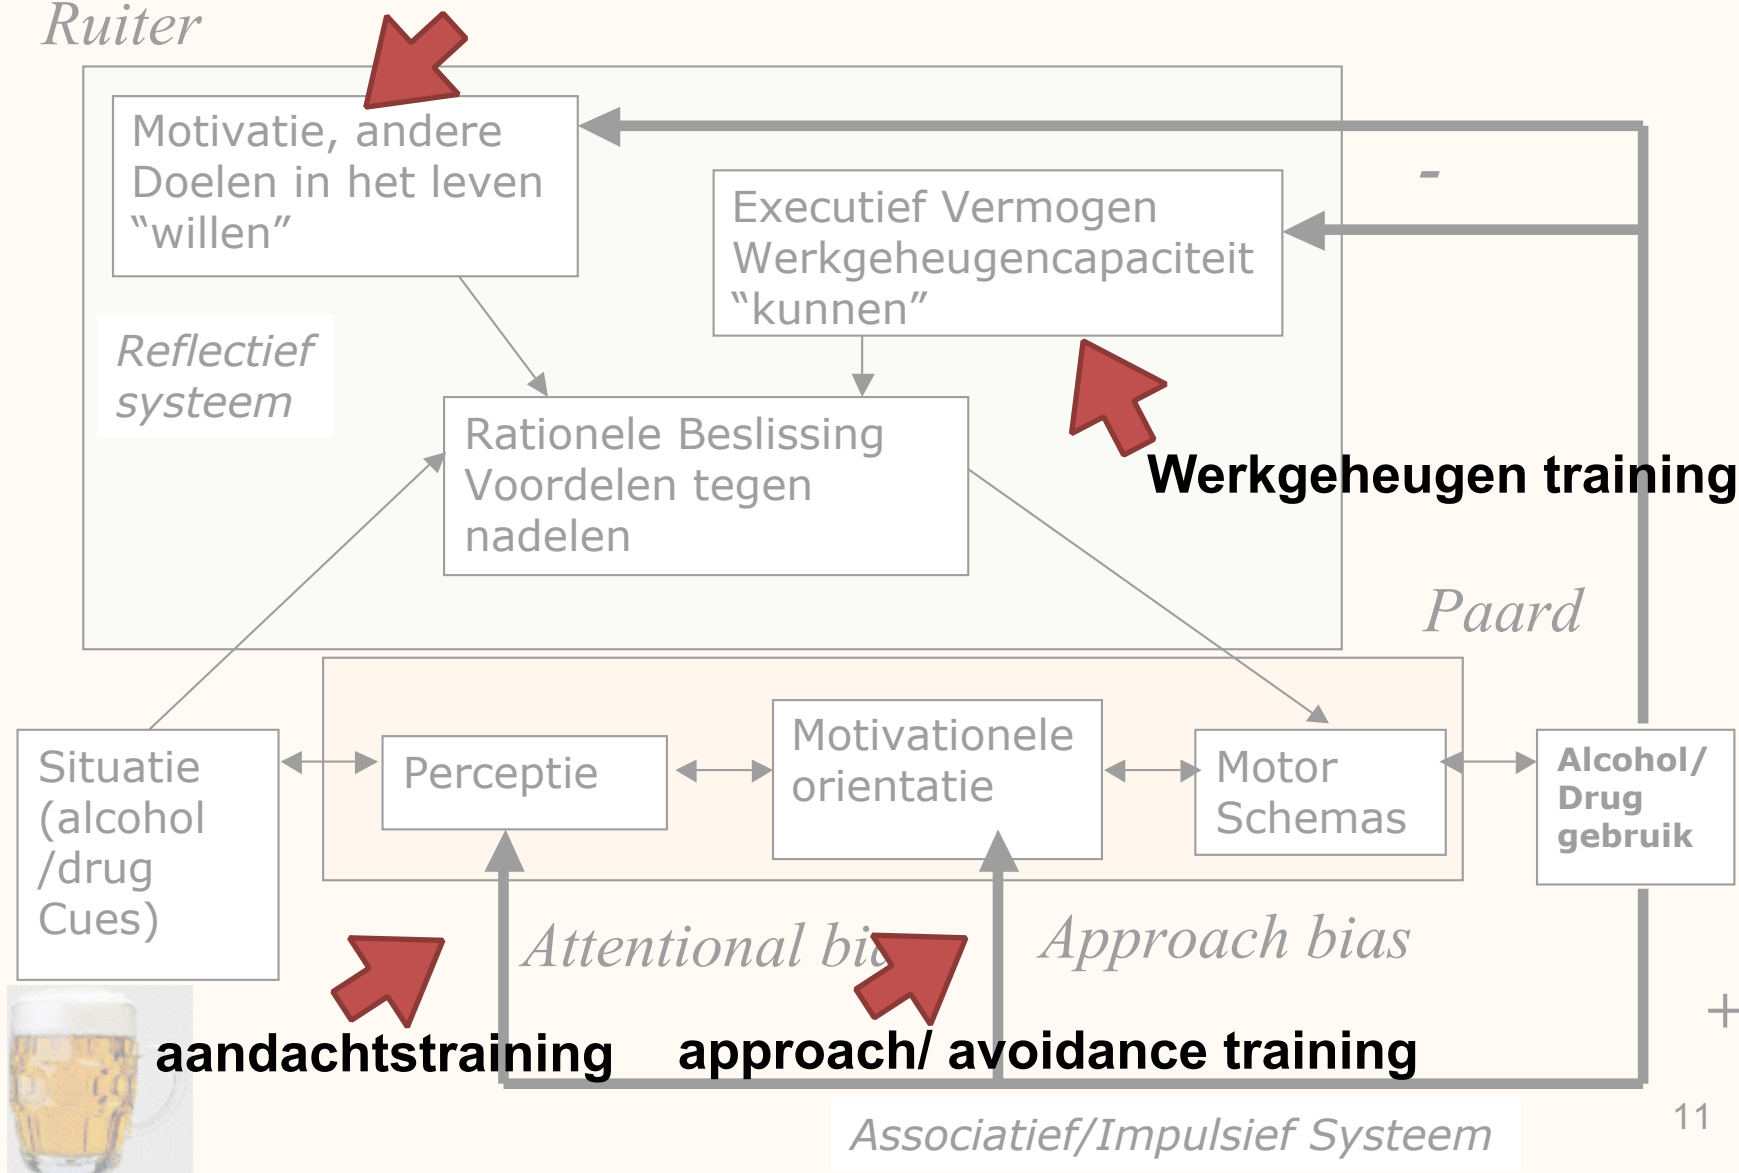 Ruiter
Motivatie, andere
Doelen in het leven
“willen”
-
Executief Vermogen
Werkgeheugencapaciteit
“kunnen”
Reflectief
systeem
Rationele Beslissing
Voordelen tegen
nadelen
Werkgeheugen training
Paard
Situatie
(alcohol
/drug
Cues)
Perceptie
Motivationele
orientatie
Motor
Schemas
Alcohol/
Drug
gebruik
Attentional
Approach bias
+
aandachtstraining
approach/ avoidance training
Associatief/Impulsief Systeem
11